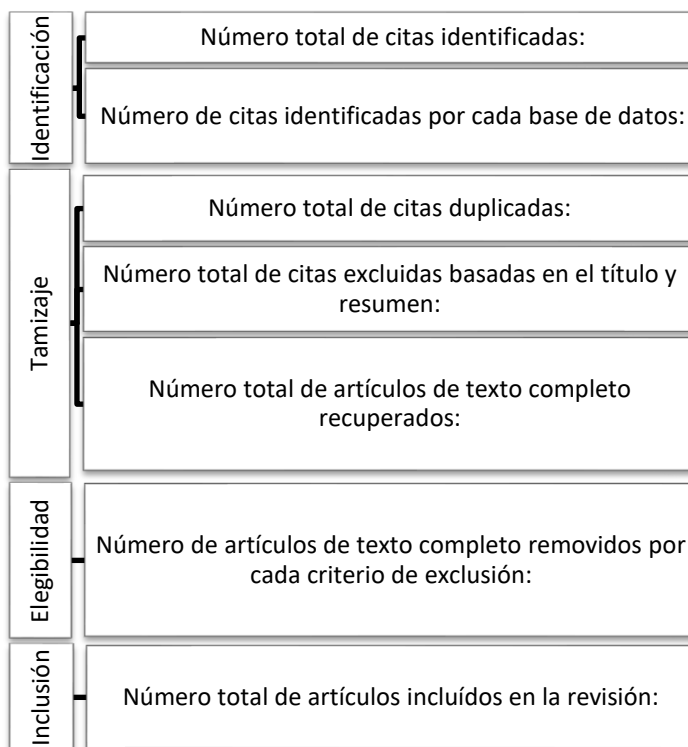 Identificación
Número total de citas identificadas:
Número de citas identificadas por cada base de datos:
Tamizaje
Número total de citas duplicadas:
Número total de citas excluidas basadas en el título y
resumen:
Número total de artículos de texto completo
recuperados:
Elegibilidad
Número de artículos de texto completo removidos por
cada criterio de exclusión:
Inclusión
Número total de artículos incluídos en la revisión: